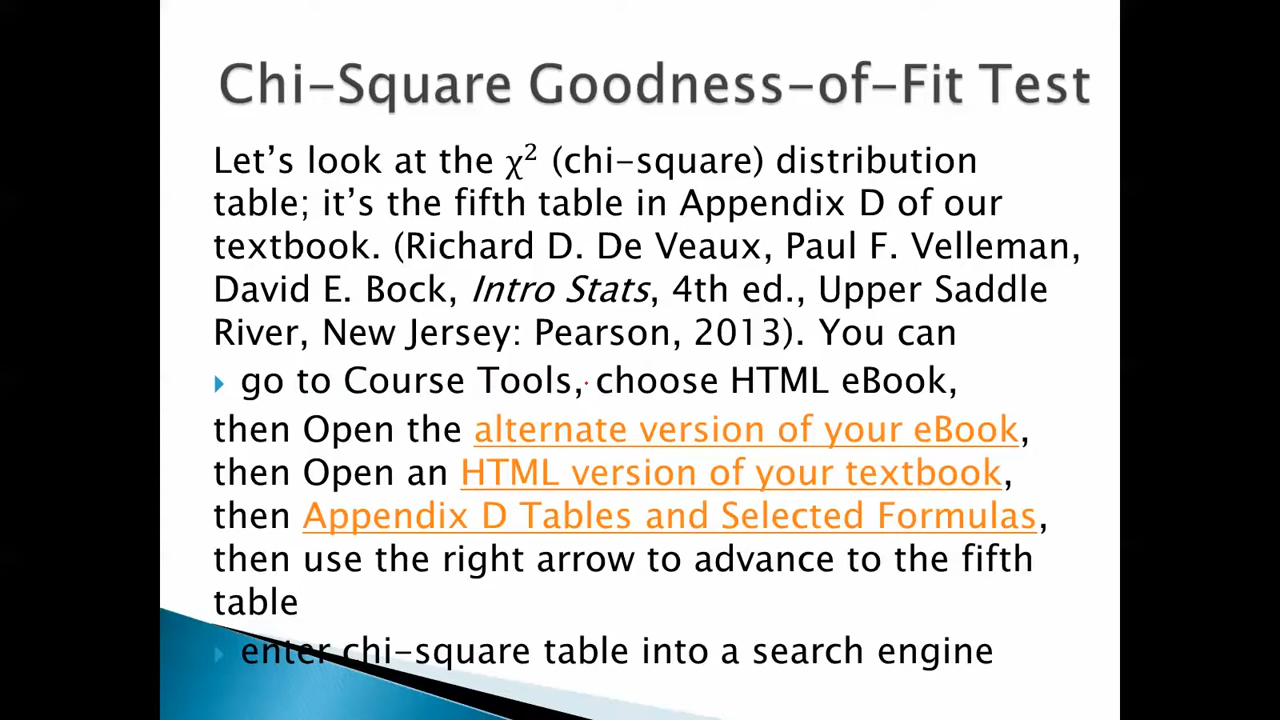 Chi-Square Goodness-of-Fit Test
Let’s look at the χ² (chi-square) distribution
table; it’s the fifth table in Appendix D of our
textbook. (Richard D. De Veaux, Paul F. Velleman,
David E. Bock, Intro Stats, 4th ed., Upper Saddle
River, New Jersey: Pearson, 2013). You can
go to Course Tools, choose HTML eBook,
then Open the alternate version of your eBook,
then Open an HTML version of your textbook,
then Appendix D Tables and Selected Formulas,
then use the right arrow to advance to the fifth
table
enter chi-square table into a search engine